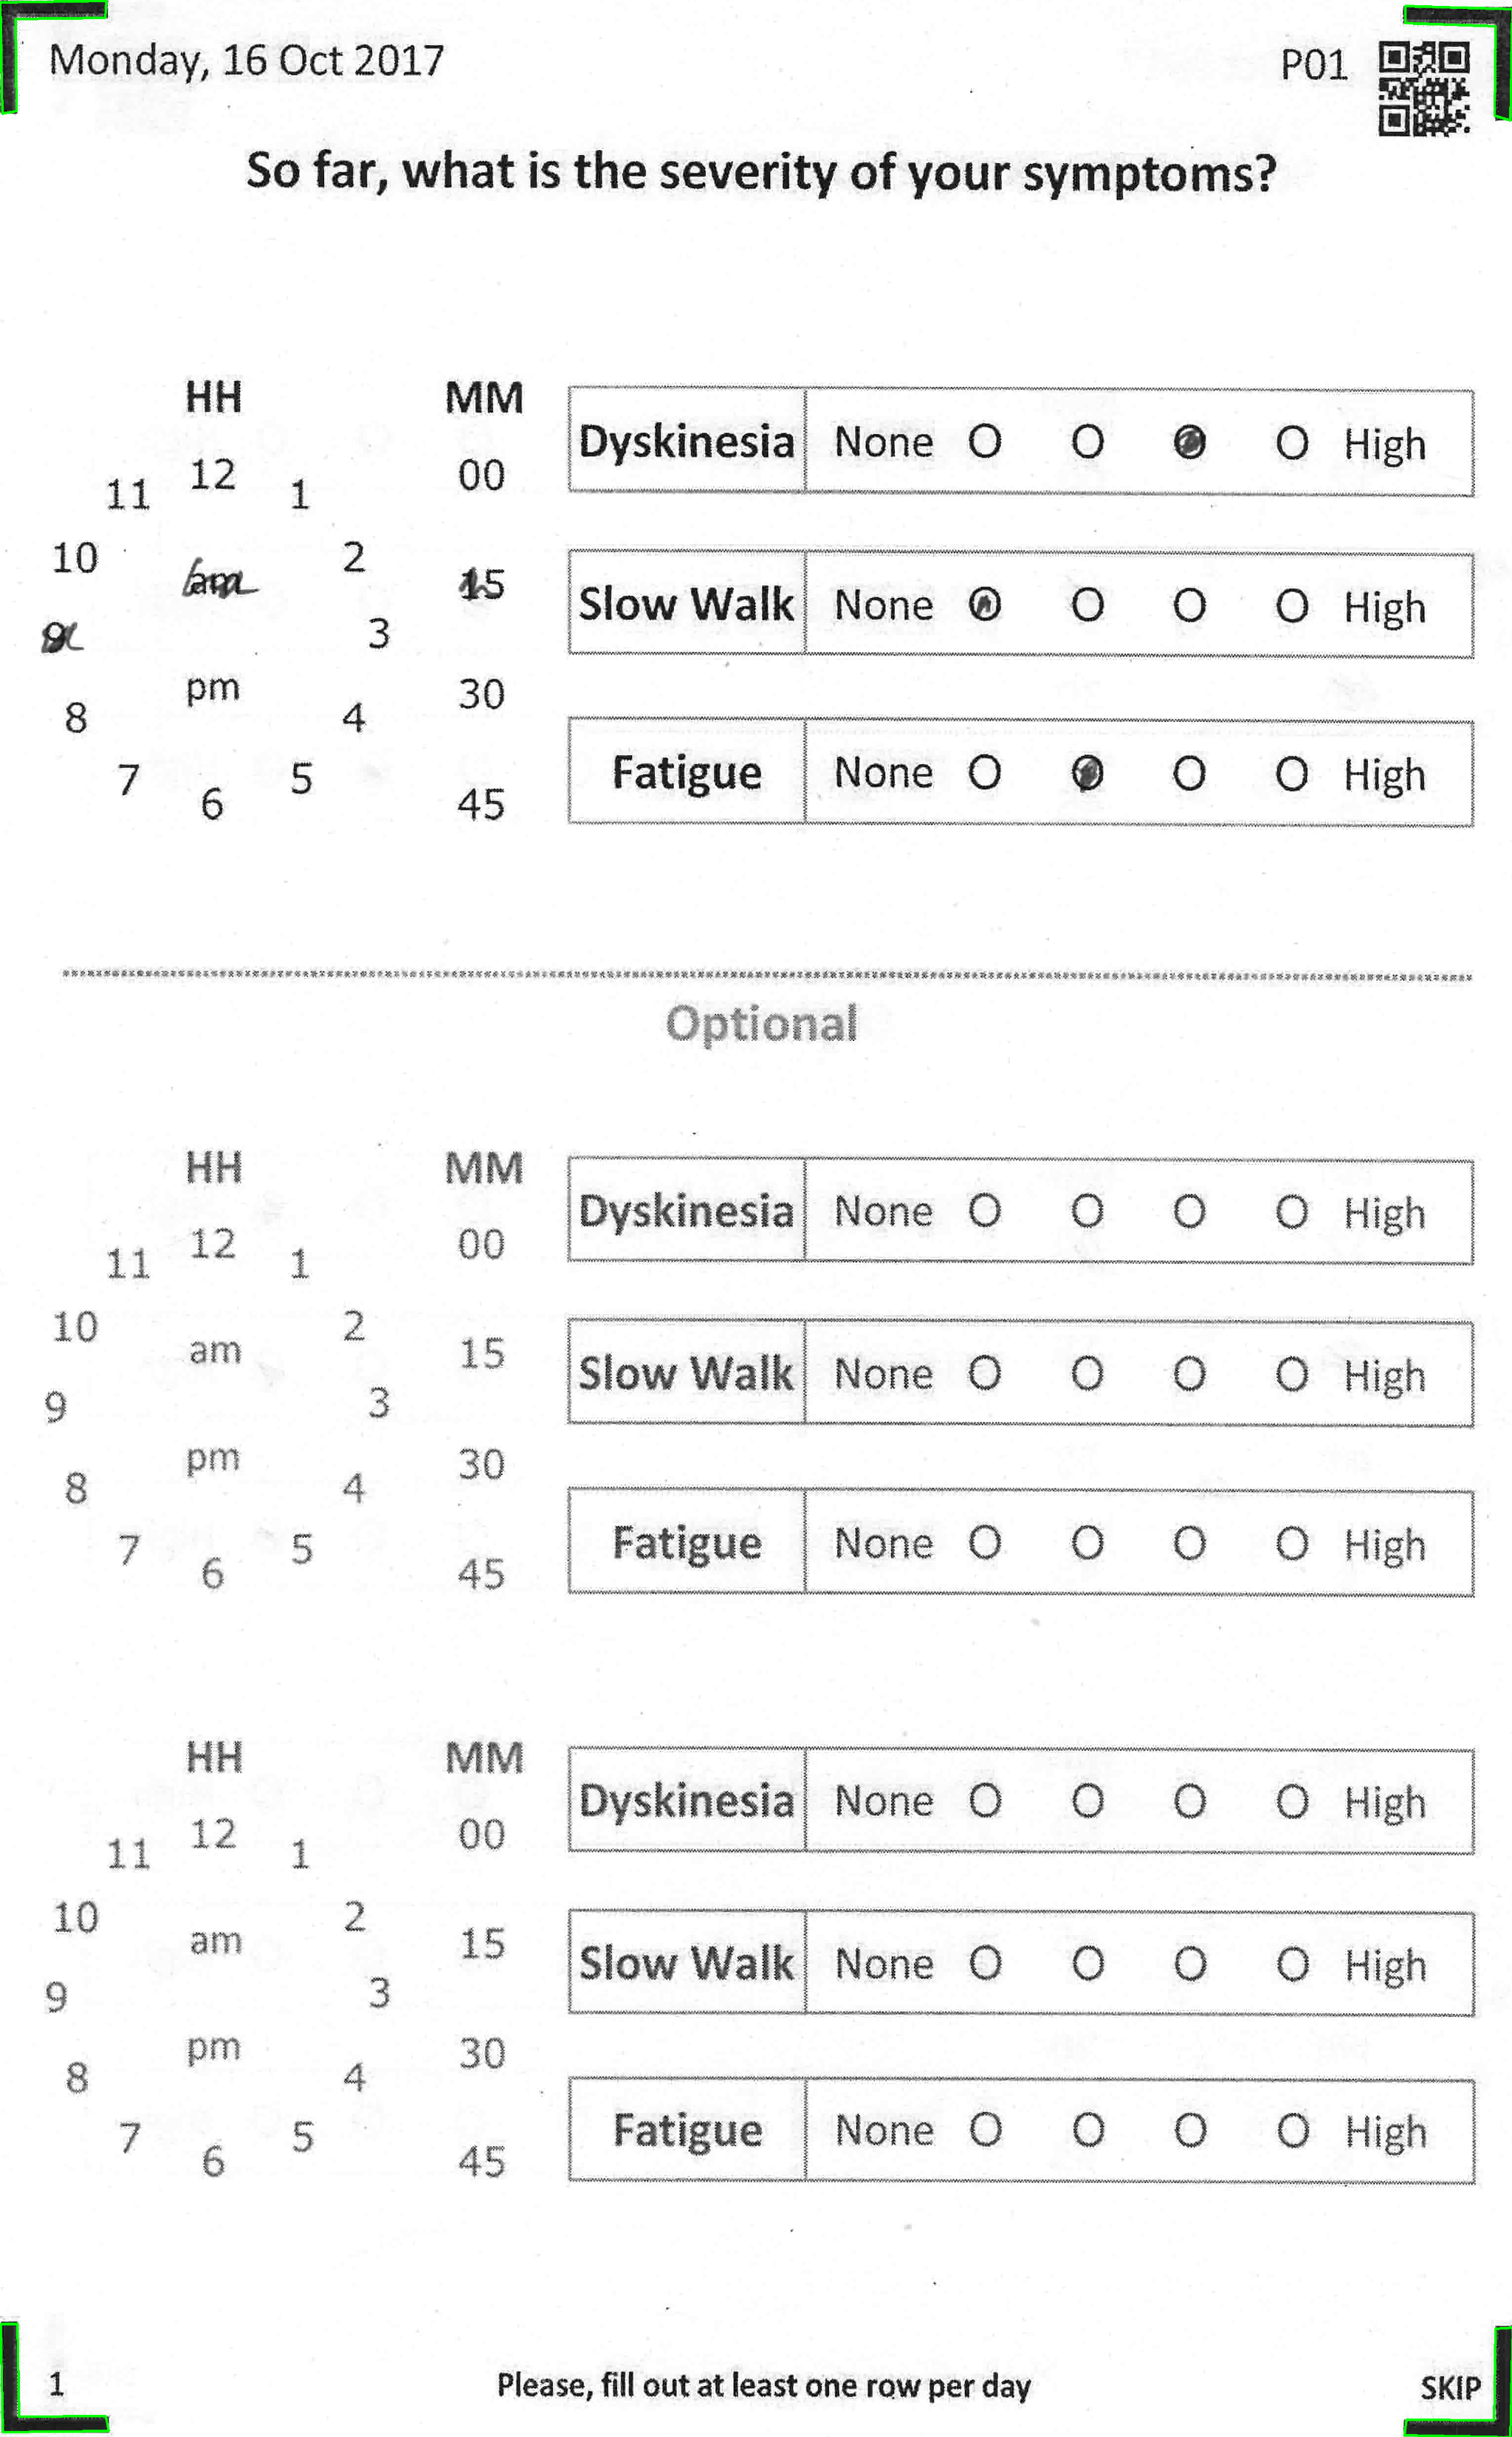 Monday, 16 Oct 2017 P01
So far, what is the severity of your symptoms?
HH MM
Dyskinesia None O O O O High
11 12 1 00
10 am 2 15
Slow Walk None O O O O High
9 3
8 pm 4 30
7 6 5 45
Fatigue None O O O O High
Optional
HH MM
Dyskinesia None O O O O High
11 12 1 00
10 am 2 15
Slow Walk None O O O O High
9 3
8 pm 4 30
7 6 5 45
Fatigue None O O O O High
HH MM
Dyskinesia None O O O O High
11 12 1 00
10 am 2 15
Slow Walk None O O O O High
9 3
8 pm 4 30
7 6 5 45
Fatigue None O O O O High
1 Please, fill out at least one row per day SKIP